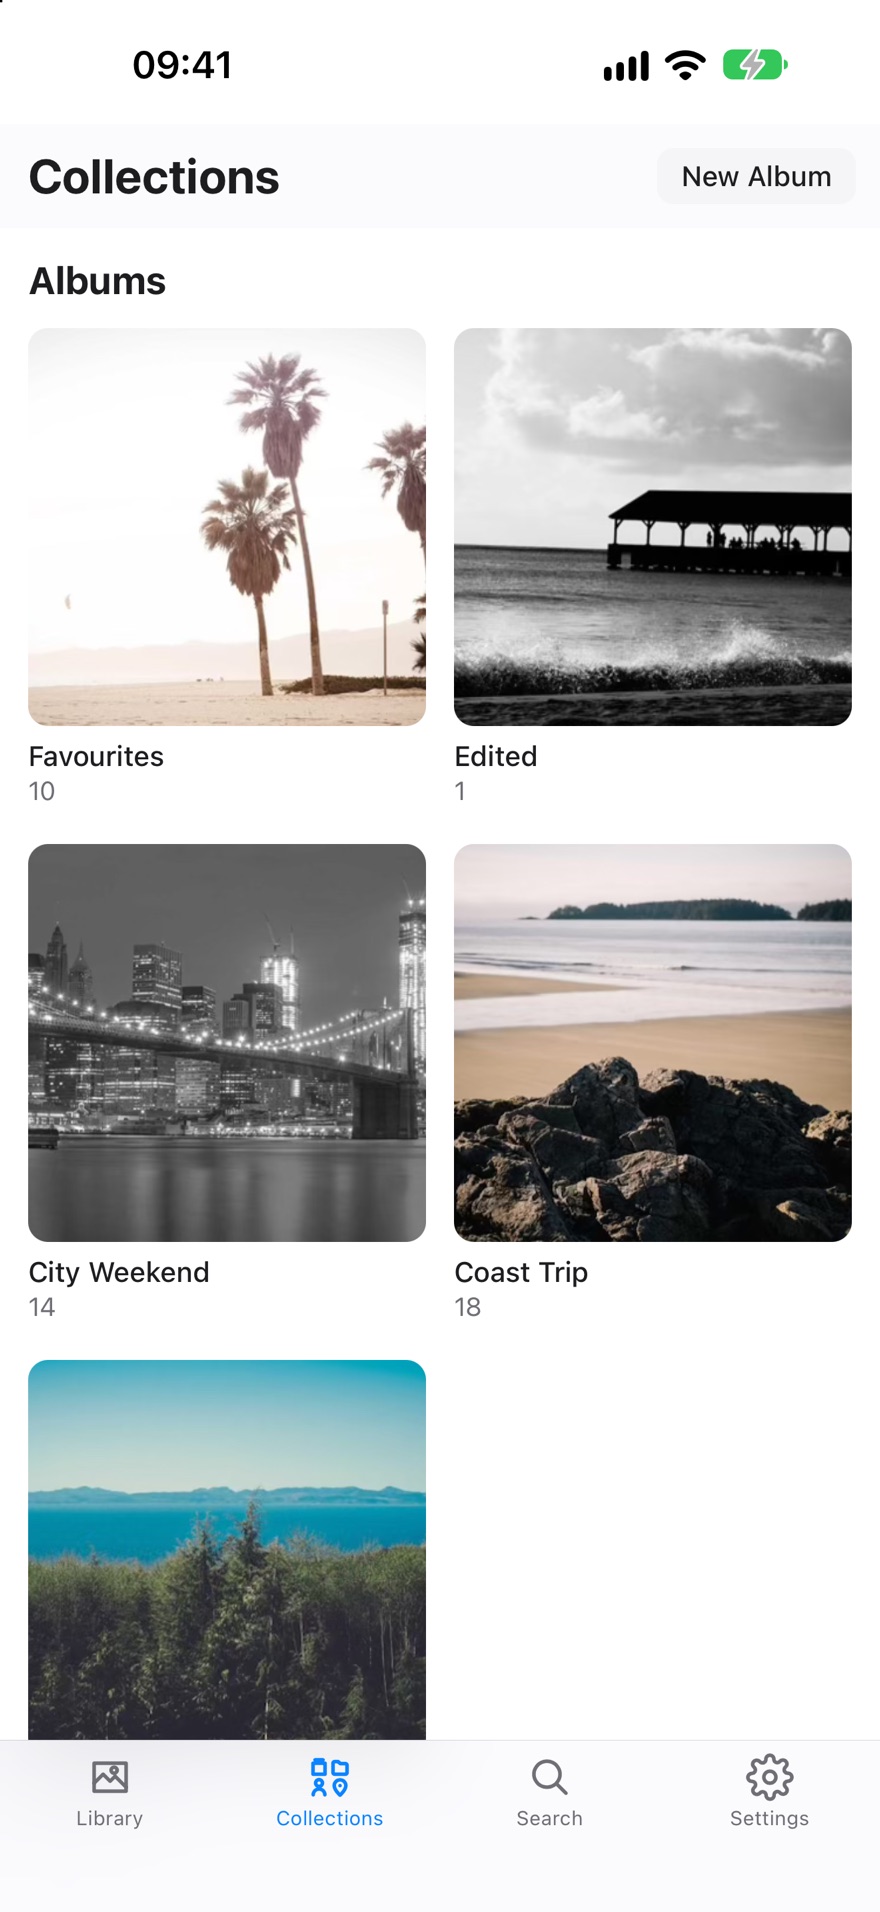 09:41
Collections
New Album
Albums
Favourites
10
Edited
1
City Weekend
14
Coast Trip
18
Library
Collections
Search
Settings